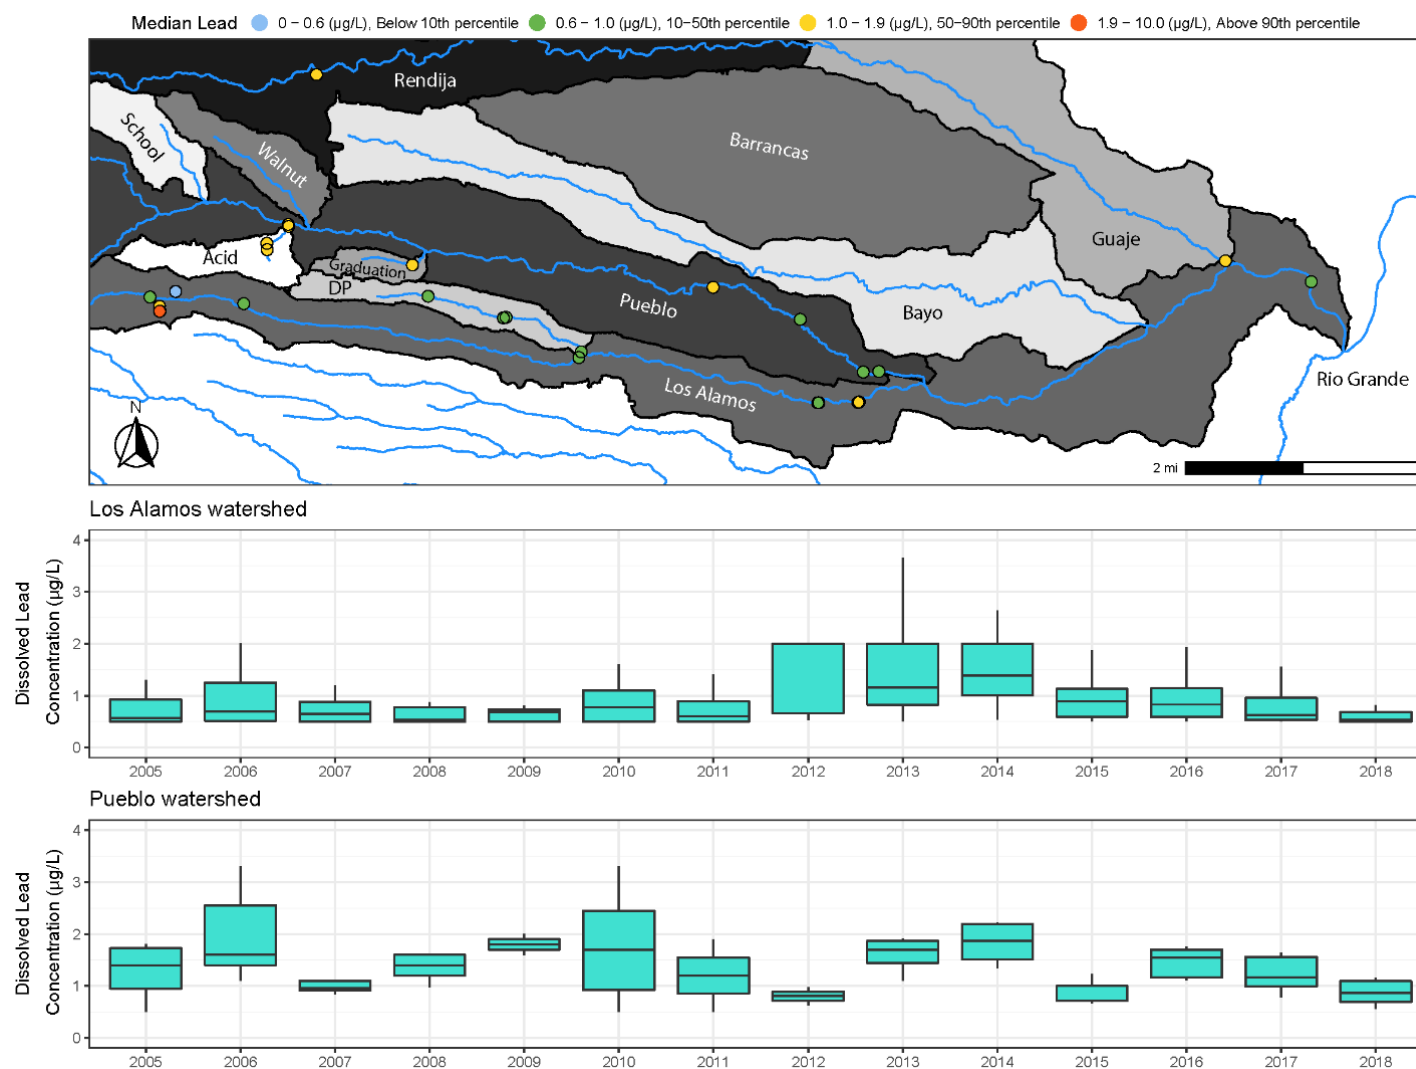 Median Lead 0 − 0.6 (µg/L), Below 10th percentile 0.6 − 1.0 (µg/L), 10−50th percentile 1.0 − 1.9 (µg/L), 50−90th percentile 1.9 − 10.0 (µg/L), Above 90th percentile
Rendija
School
Walnut
Barrancas
Guaje
Acid
Graduation
DP
Pueblo
Bayo
Los Alamos
Rio Grande
N
2 mi
Los Alamos watershed
Dissolved Lead
Concentration (µg/L)
4
3
2
1
0
2005 2006 2007 2008 2009 2010 2011 2012 2013 2014 2015 2016 2017 2018
Pueblo watershed
Dissolved Lead
Concentration (µg/L)
4
3
2
1
0
2005 2006 2007 2008 2009 2010 2011 2012 2013 2014 2015 2016 2017 2018